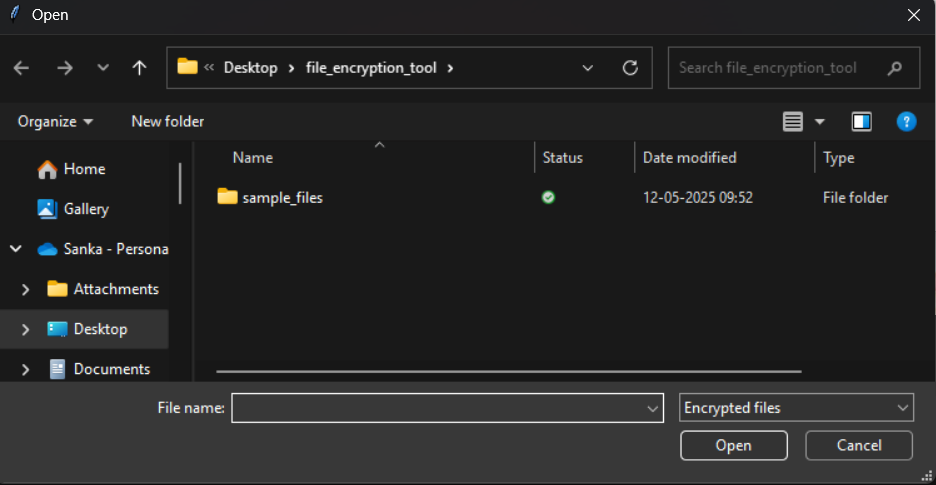 Open
« Desktop › file_encryption_tool ›
Search file_encryption_tool
Organize
New folder
Name
Status
Date modified
Type
Home
sample_files
12-05-2025 09:52
File folder
Gallery
Sanka - Persona
Attachments
Desktop
Documents
File name:
Encrypted files
Open
Cancel